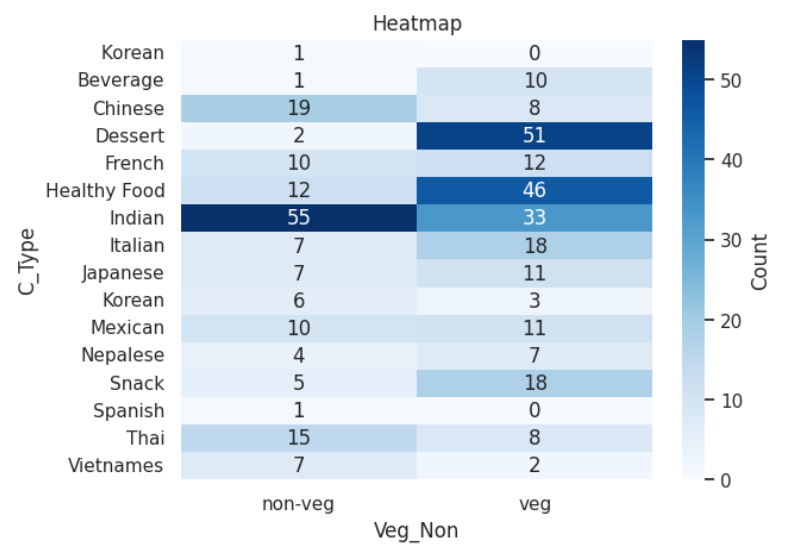 Heatmap
Korean 1 0
Beverage 1 10
Chinese 19 8
Dessert 2 51
French 10 12
Healthy Food 12 46
Indian 55 33
Italian 7 18
Japanese 7 11
Korean 6 3
Mexican 10 11
Nepalese 4 7
Snack 5 18
Spanish 1 0
Thai 15 8
Vietnames 7 2
non-veg veg
Veg_Non
C_Type
50
40
30
20
10
0
Count